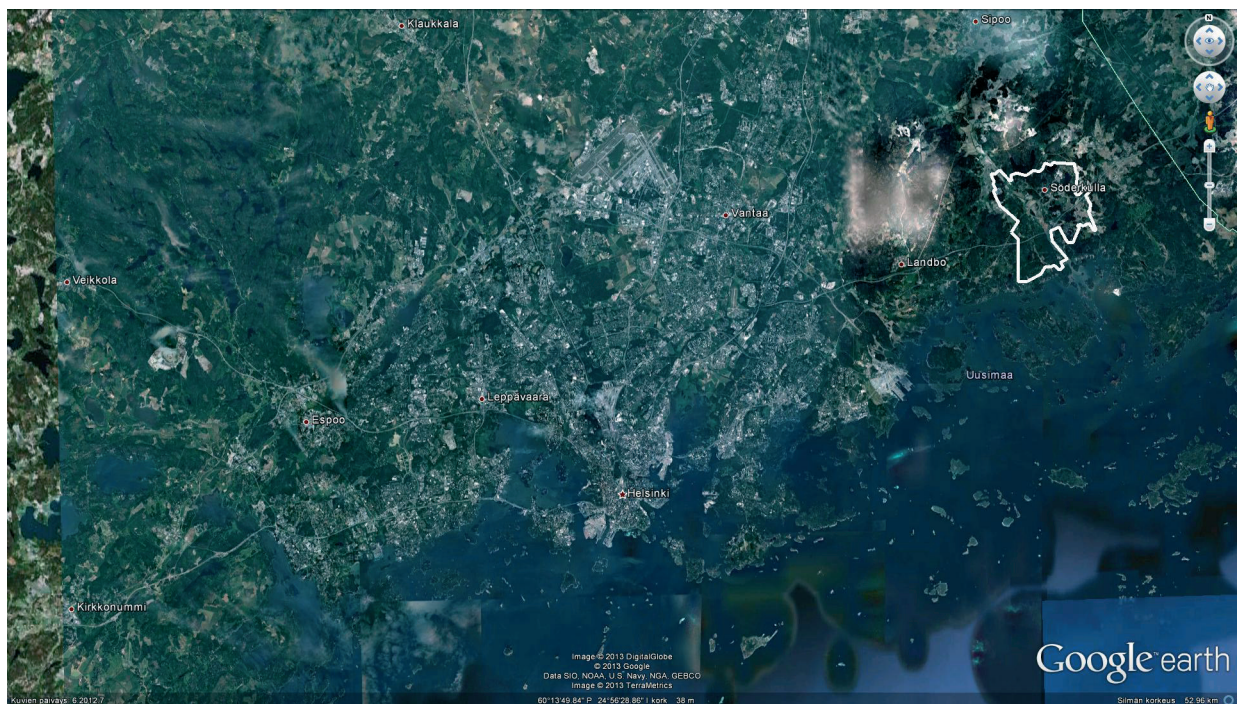 Klaukkala
Sipoo
N
Söderkulla
Vantaa
Landbo
Veikkola
Uusimaa
Leppävaara
Espoo
Helsinki
Kirkkonummi
Google earth
Image © 2013 DigitalGlobe
© 2013 Google
Data SIO, NOAA, U.S. Navy, NGA, GEBCO
Image © 2013 TerraMetrics
Kuvien päiväys: 6.2012.7
60°13'49.84" P 24°56'28.86" I kork 38 m
Silmän korkeus 52.96 km